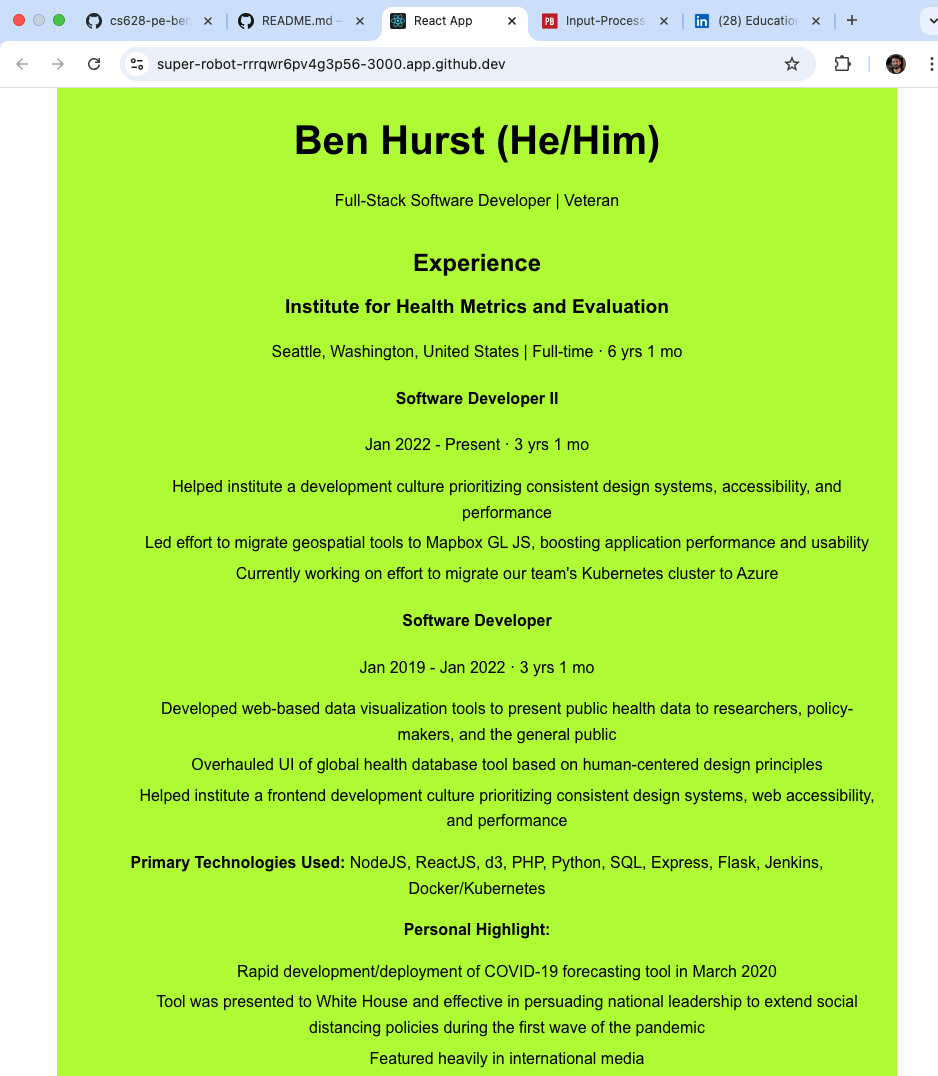 cs628-pe-ben
README.md –
React App
Input-Process
(28) Education
super-robot-rrrqwr6pv4g3p56-3000.app.github.dev
Ben Hurst (He/Him)
Full-Stack Software Developer | Veteran
Experience
Institute for Health Metrics and Evaluation
Seattle, Washington, United States | Full-time · 6 yrs 1 mo
Software Developer II
Jan 2022 - Present · 3 yrs 1 mo
Helped institute a development culture prioritizing consistent design systems, accessibility, and
performance
Led effort to migrate geospatial tools to Mapbox GL JS, boosting application performance and usability
Currently working on effort to migrate our team's Kubernetes cluster to Azure
Software Developer
Jan 2019 - Jan 2022 · 3 yrs 1 mo
Developed web-based data visualization tools to present public health data to researchers, policy-
makers, and the general public
Overhauled UI of global health database tool based on human-centered design principles
Helped institute a frontend development culture prioritizing consistent design systems, web accessibility,
and performance
Primary Technologies Used: NodeJS, ReactJS, d3, PHP, Python, SQL, Express, Flask, Jenkins,
Docker/Kubernetes
Personal Highlight:
Rapid development/deployment of COVID-19 forecasting tool in March 2020
Tool was presented to White House and effective in persuading national leadership to extend social
distancing policies during the first wave of the pandemic
Featured heavily in international media